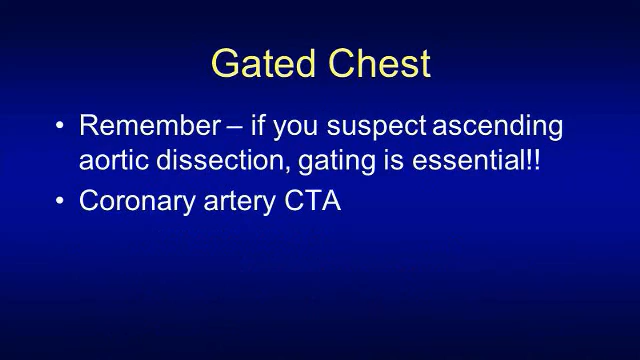 Gated Chest
• Remember – if you suspect ascending
aortic dissection, gating is essential!!
• Coronary artery CTA